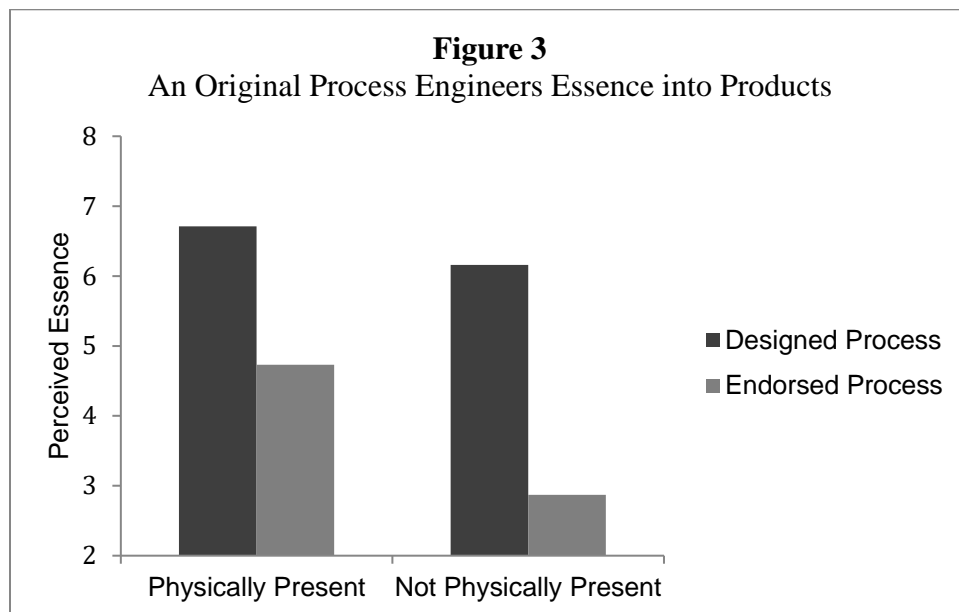 Figure 3
An Original Process Engineers Essence into Products
8
7
6
5
4
3
2
Perceived Essence
Physically Present
Not Physically Present
Designed Process
Endorsed Process